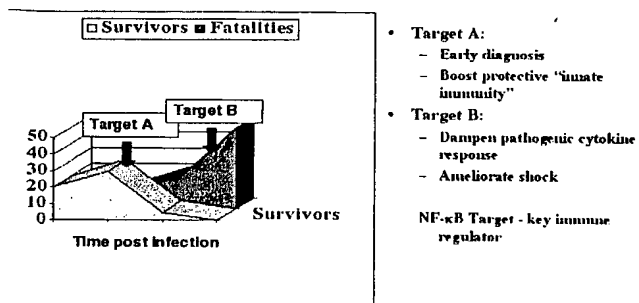 □ Survivors ■ Fatalities
Target A
Target B
50
40
30
20
10
0
Survivors
Time post infection
• Target A:
– Early diagnosis
– Boost protective “innate
immunity”
• Target B:
– Dampen pathogenic cytokine
response
– Ameliorate shock
NF-κB Target - key immune
regulator